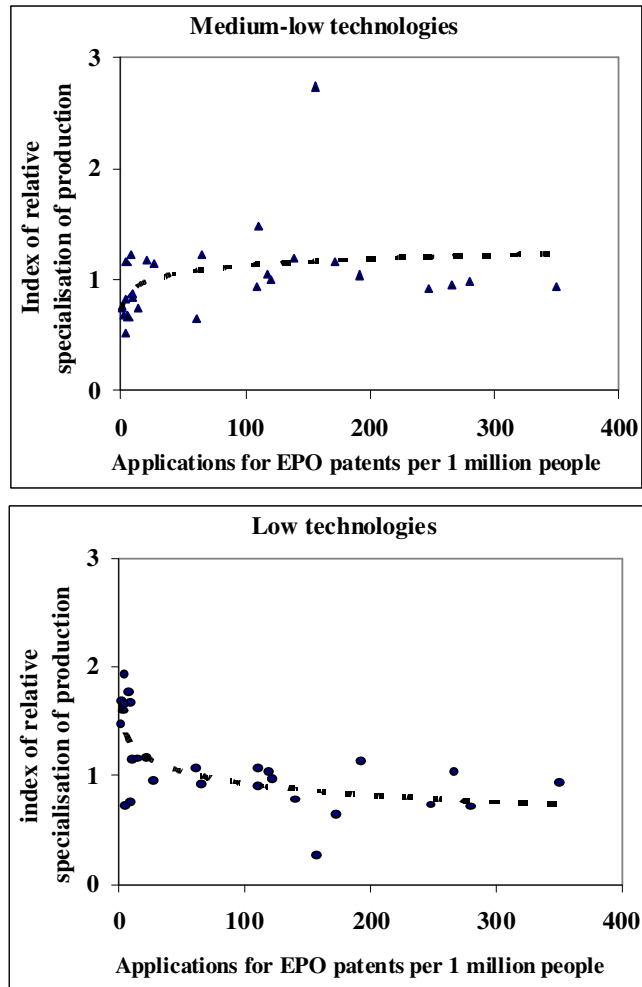 Medium-low technologies
Index of relative
specialisation of production
3
2
1
0
0 100 200 300 400
Applications for EPO patents per 1 million people
Low technologies
index of relative
specialisation of production
3
2
1
0
0 100 200 300 400
Applications for EPO patents per 1 million people